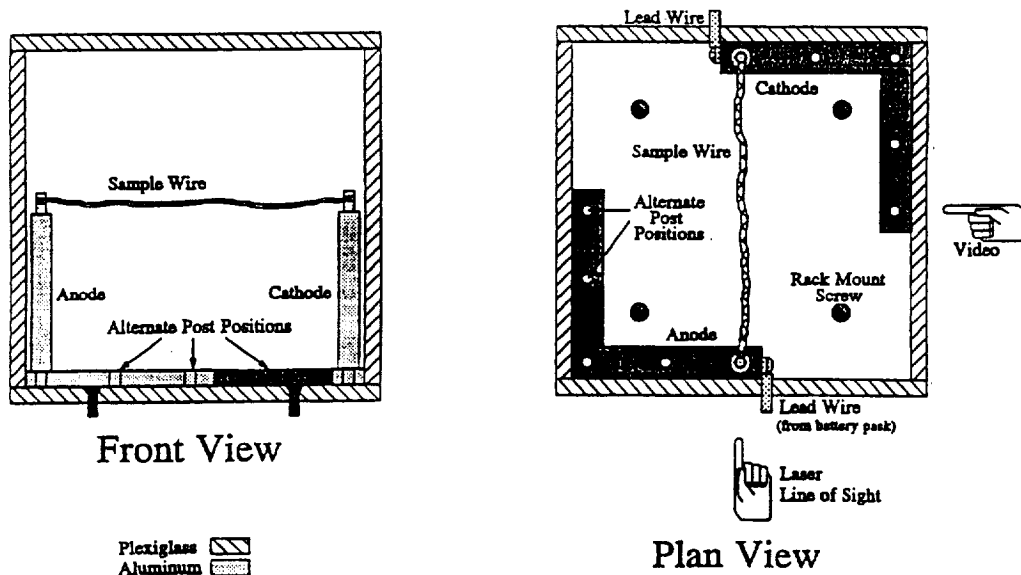 Sample Wire
Anode
Cathode
Alternate Post Positions
Front View
Plexiglass
Aluminum
Lead Wire
Cathode
Sample Wire
Alternate
Post
Positions
Video
Rack Mount
Screw
Anode
Lead Wire
(from battery pack)
Laser
Line of Sight
Plan View